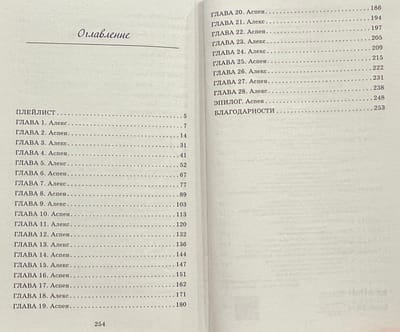 Оглавление
ПЛЕЙЛИСТ 5
ГЛАВА 1. Алекс 7
ГЛАВА 2. Аспен 14
ГЛАВА 3. Алекс 31
ГЛАВА 4. Аспен 41
ГЛАВА 5. Алекс 52
ГЛАВА 6. Аспен 67
ГЛАВА 7. Алекс 77
ГЛАВА 8. Аспен 89
ГЛАВА 9. Алекс 103
ГЛАВА 10. Аспен 113
ГЛАВА 11. Алекс 120
ГЛАВА 12. Аспен 132
ГЛАВА 13. Алекс 136
ГЛАВА 14. Аспен 144
ГЛАВА 15. Алекс 147
ГЛАВА 16. Аспен 151
ГЛАВА 17. Аспен 162
ГЛАВА 18. Алекс 171
ГЛАВА 19. Аспен 180
254
ГЛАВА 20. Аспен 186
ГЛАВА 21. Алекс 194
ГЛАВА 22. Аспен 197
ГЛАВА 23. Алекс 205
ГЛАВА 24. Алекс 209
ГЛАВА 25. Аспен 215
ГЛАВА 26. Алекс 222
ГЛАВА 27. Аспен 231
ГЛАВА 28. Алекс 238
ЭПИЛОГ. Аспен 248
БЛАГОДАРНОСТИ 253